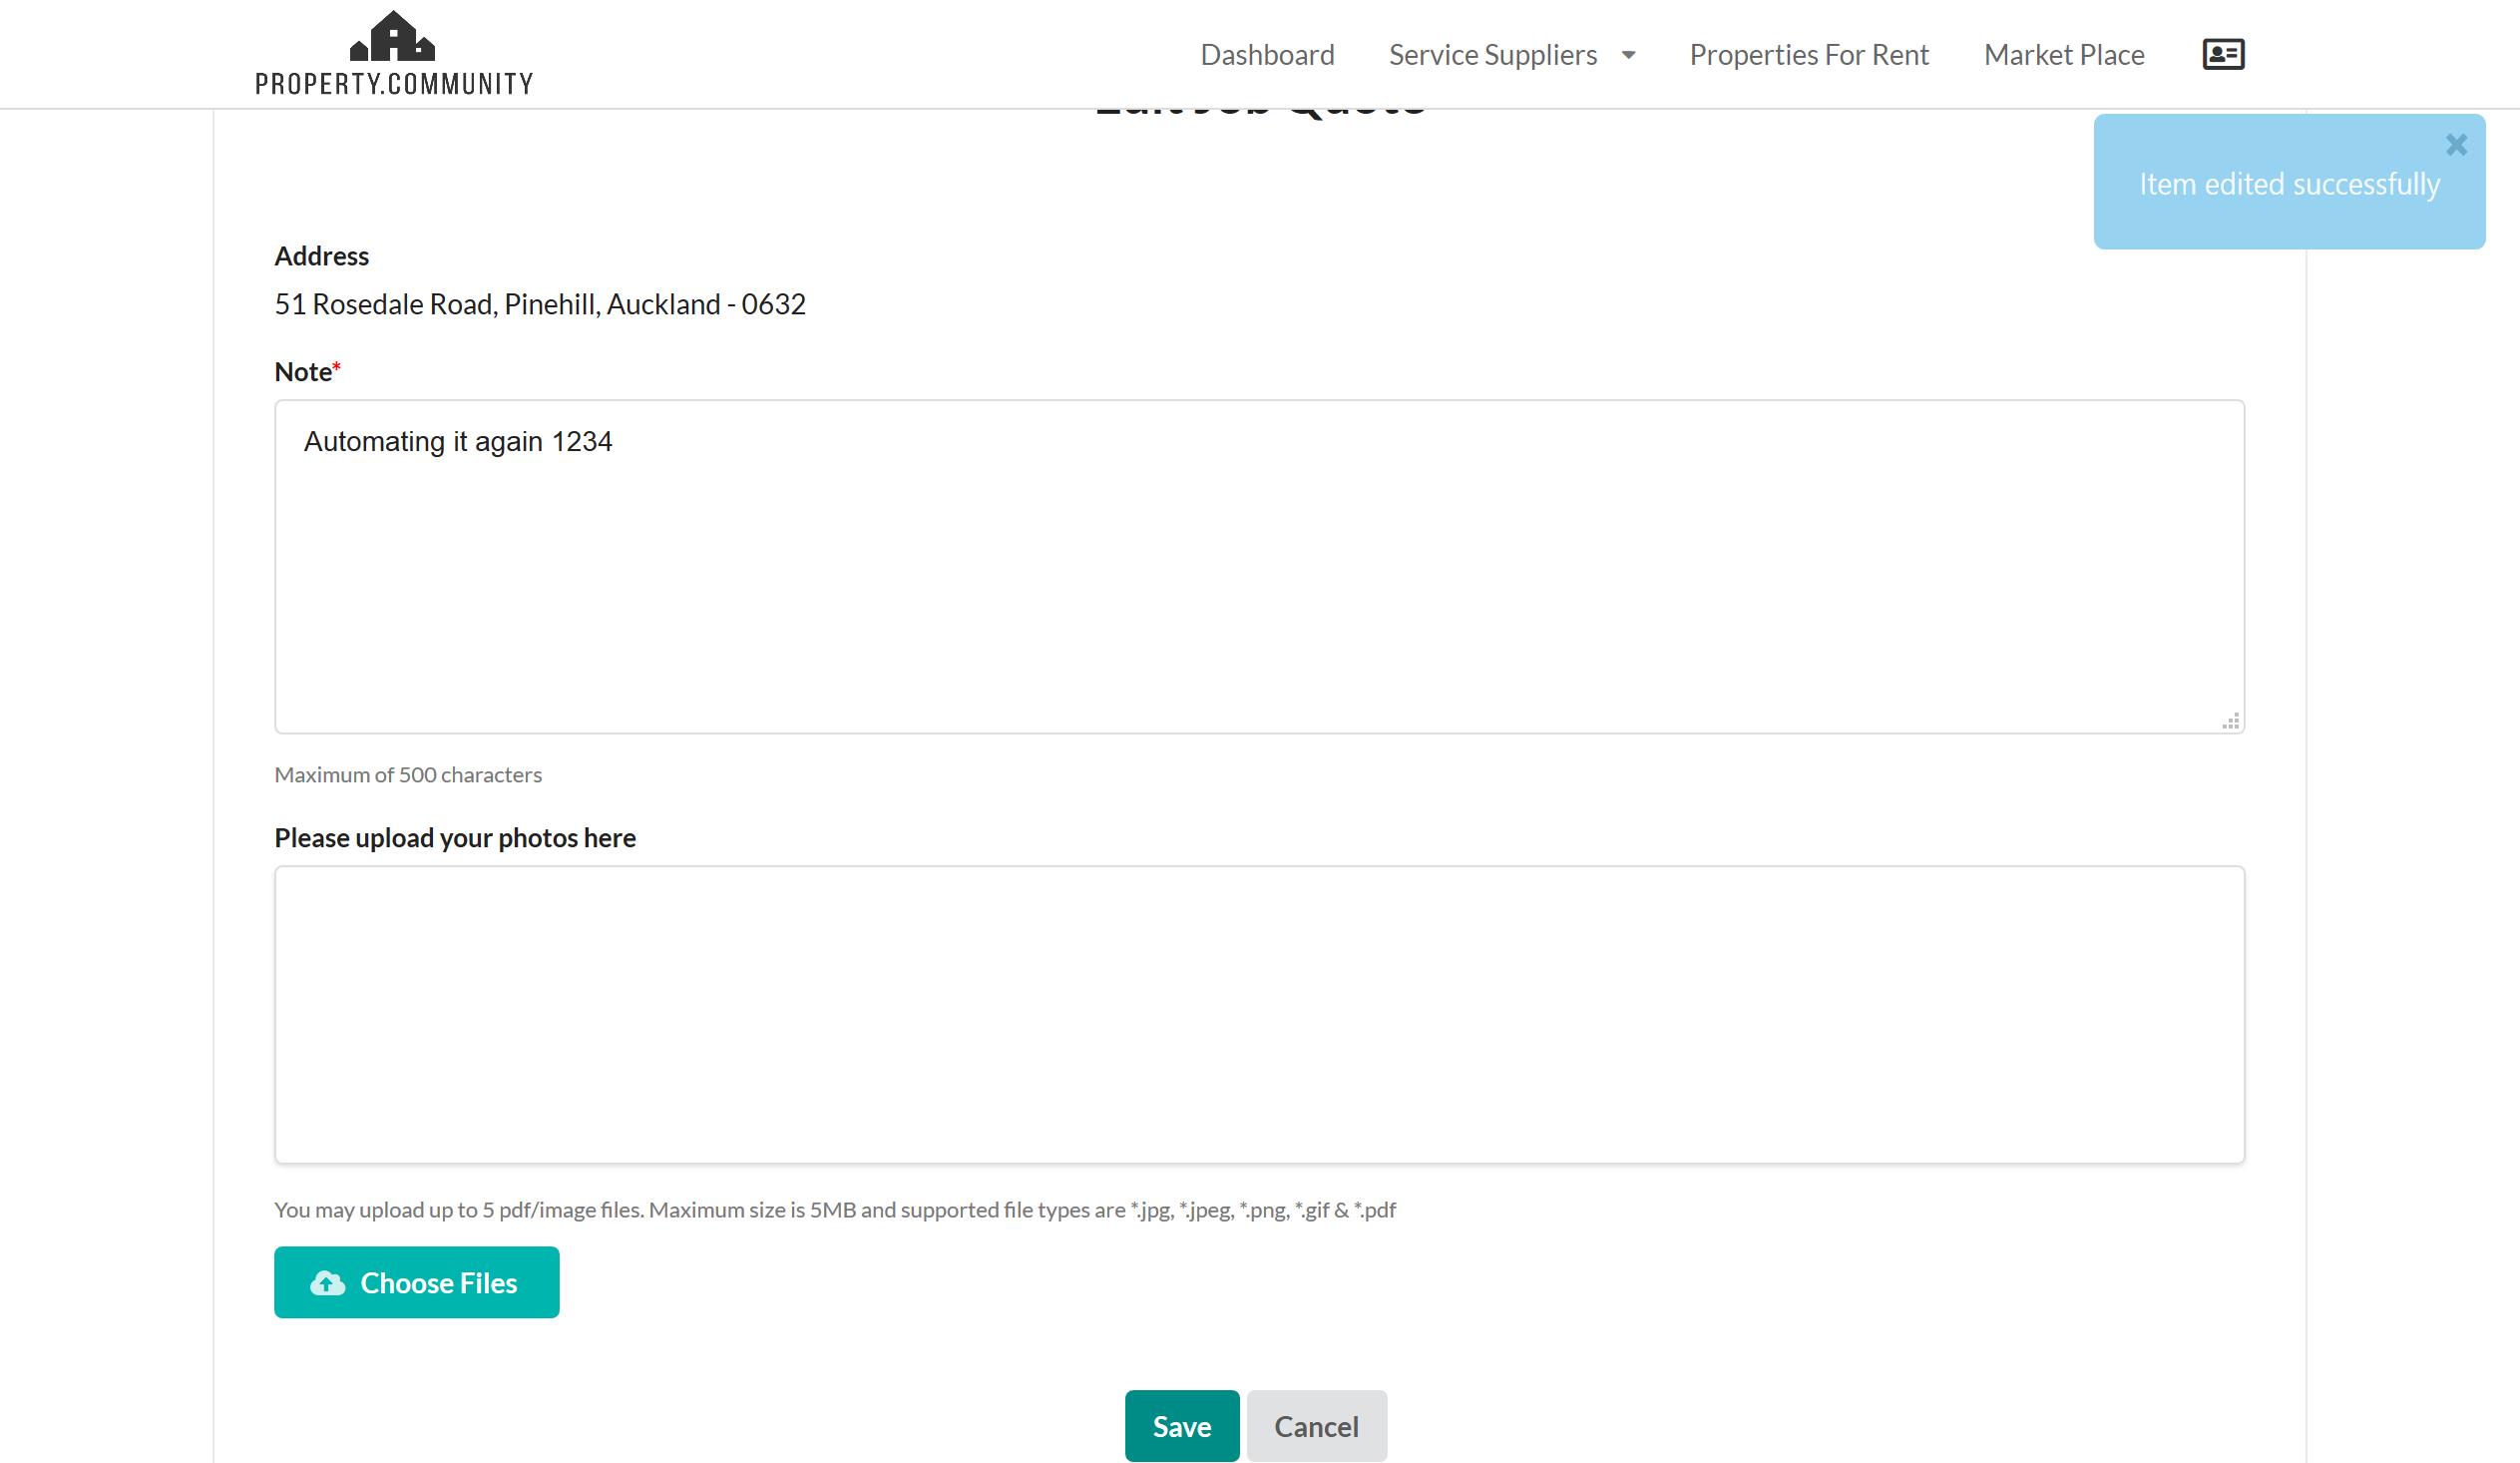 PROPERTY.COMMUNITY
Dashboard
Service Suppliers
Properties For Rent
Market Place
Item edited successfully
Address
51 Rosedale Road, Pinehill, Auckland - 0632
Note*
Automating it again 1234
Maximum of 500 characters
Please upload your photos here
You may upload up to 5 pdf/image files. Maximum size is 5MB and supported file types are *.jpg, *.jpeg, *.png, *.gif & *.pdf
Choose Files
Save
Cancel